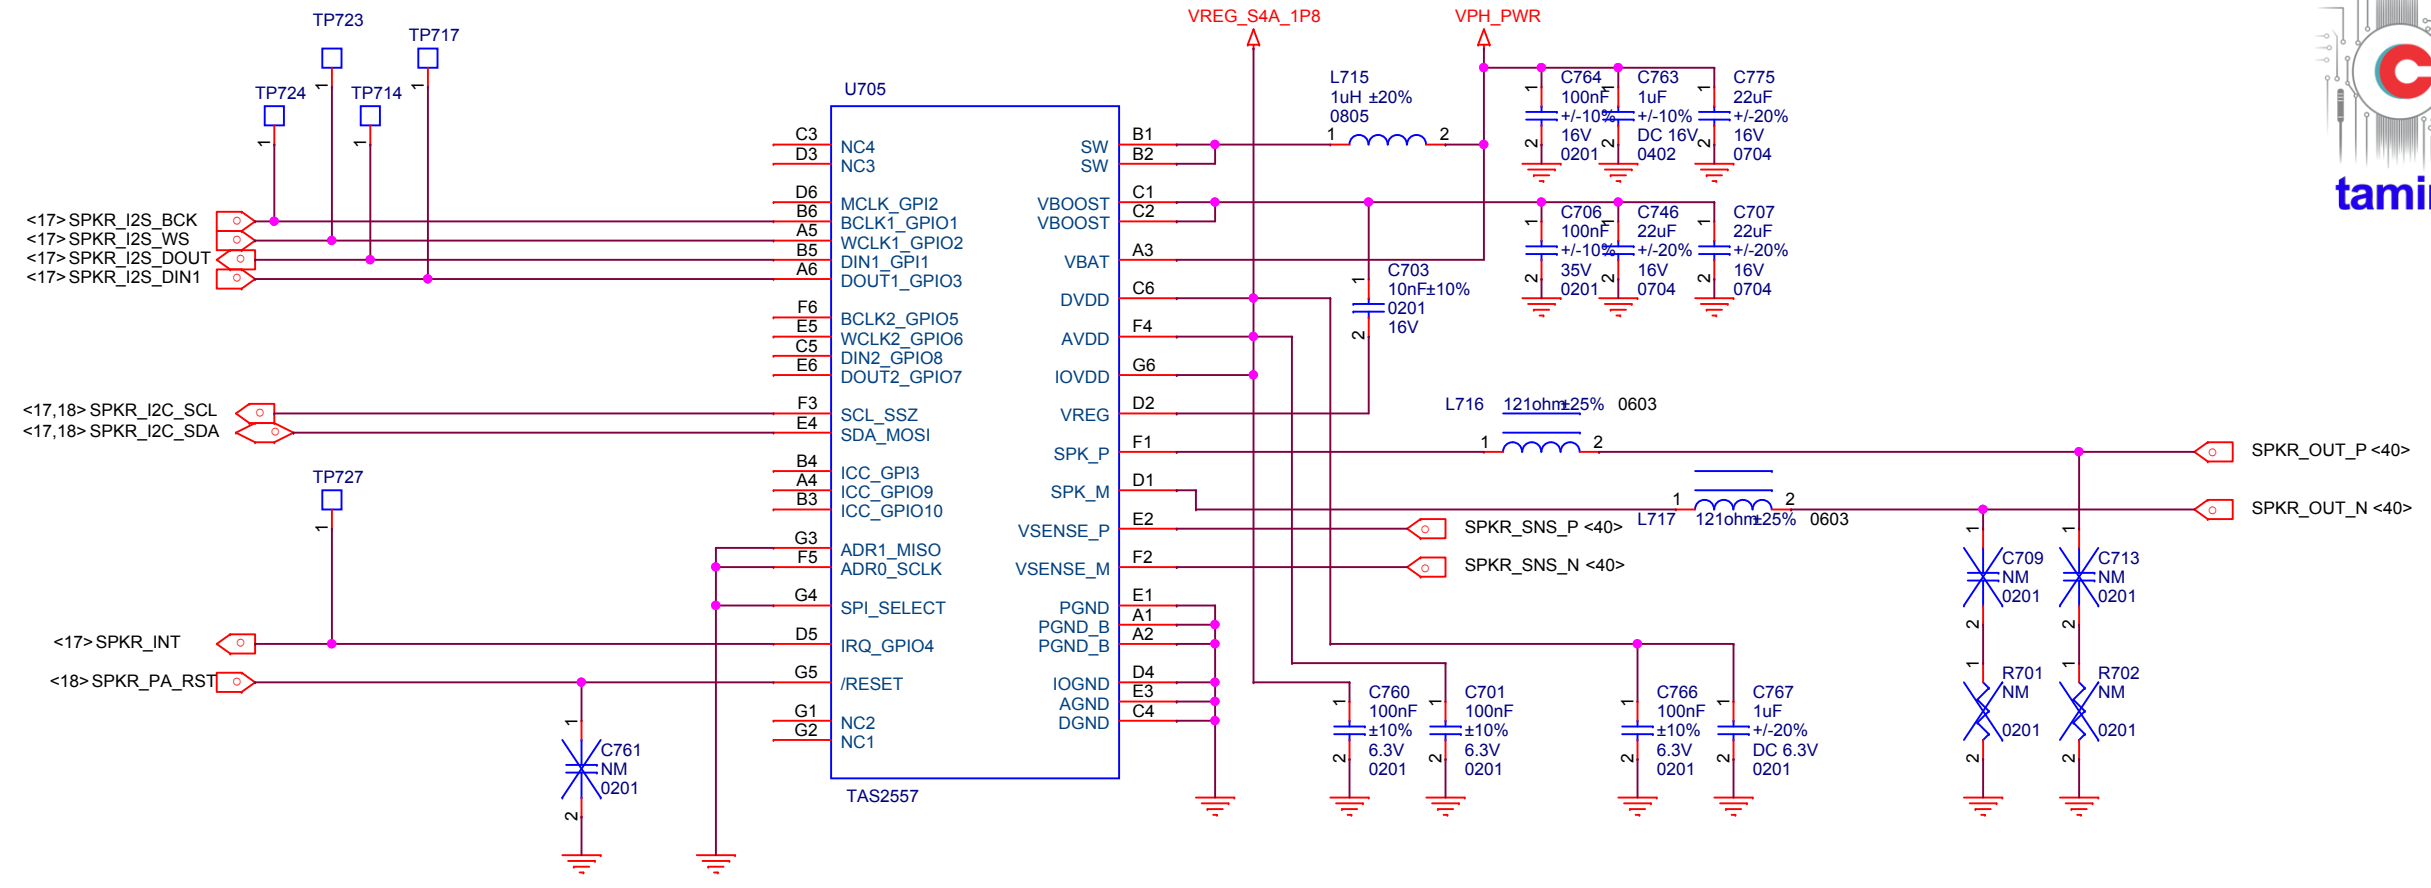 TP723
TP717
TP724
TP714
VREG_S4A_1P8
VPH_PWR
U705
L715
1uH ±20%
0805
1
2
C764
100nF
+/-10%
16V
0201
C763
1uF
+/-10%
DC 16V
0402
C775
22uF
+/-20%
16V
0704
tamin
C3
NC4
D3
NC3
D6
MCLK_GPI2
<17>SPKR_I2S_BCK
B6
BCLK1_GPIO1
<17>SPKR_I2S_WS
A5
WCLK1_GPIO2
<17>SPKR_I2S_DOUT
B5
DIN1_GPI1
<17>SPKR_I2S_DIN1
A6
DOUT1_GPIO3
F6
BCLK2_GPIO5
E5
WCLK2_GPIO6
C5
DIN2_GPIO8
E6
DOUT2_GPIO7
<17,18>SPKR_I2C_SCL
F3
SCL_SSZ
<17,18>SPKR_I2C_SDA
E4
SDA_MOSI
B4
ICC_GPI3
A4
ICC_GPIO9
B3
ICC_GPIO10
TP727
G3
ADR1_MISO
F5
ADR0_SCLK
G4
SPI_SELECT
<17>SPKR_INT
D5
IRQ_GPIO4
<18>SPKR_PA_RST
G5
/RESET
G1
NC2
G2
NC1
C761
NM
0201
TAS2557
SW
B1
SW
B2
VBOOST
C1
VBOOST
C2
VBAT
A3
DVDD
C6
AVDD
F4
IOVDD
G6
VREG
D2
SPK_P
F1
SPK_M
D1
VSENSE_P
E2
VSENSE_M
F2
PGND
E1
PGND_B
A1
PGND_B
A2
IOGND
D4
AGND
E3
DGND
C4
C706
100nF
+/-10%
35V
0201
C746
22uF
+/-20%
16V
0704
C707
22uF
+/-20%
16V
0704
C703
10nF±10%
0201
16V
L716 121ohm±25% 0603
1
2
SPKR_OUT_P <40>
1
2
L717 121ohm±25% 0603
SPKR_OUT_N <40>
SPKR_SNS_P <40>
SPKR_SNS_N <40>
C709
NM
0201
C713
NM
0201
R701
NM
0201
R702
NM
0201
C760
100nF
±10%
6.3V
0201
C701
100nF
±10%
6.3V
0201
C766
100nF
±10%
6.3V
0201
C767
1uF
+/-20%
DC 6.3V
0201